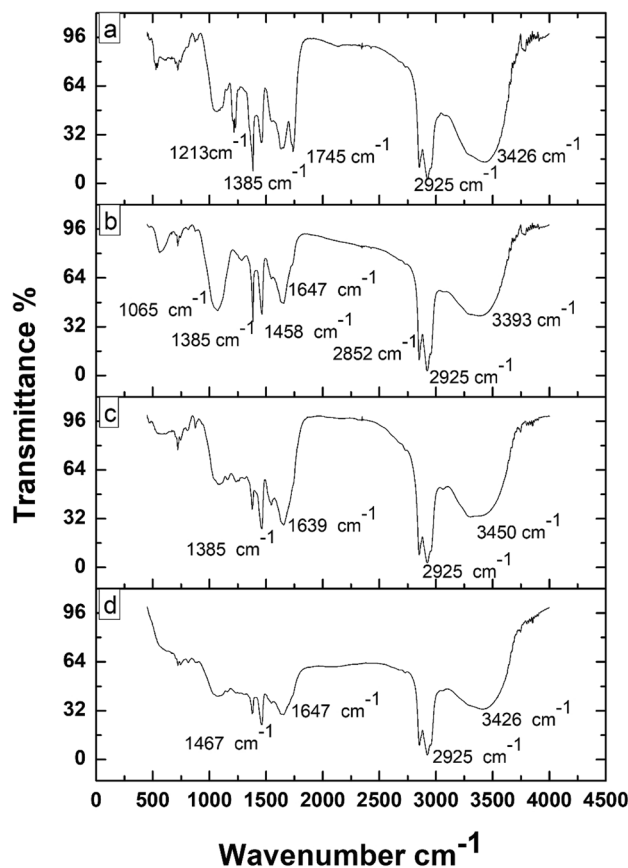 a
96
64
32
0
1213cm-1
1385 cm-1
1745 cm-1
2925 cm-1
3426 cm-1
b
96
64
32
0
1065 cm-1
1385 cm-1
1458 cm-1
1647 cm-1
2852 cm-1
2925 cm-1
3393 cm-1
c
96
64
32
0
1385 cm-1
1639 cm-1
2925 cm-1
3450 cm-1
d
96
64
32
0
1467 cm-1
1647 cm-1
2925 cm-1
3426 cm-1
Transmittance %
0 500 1000 1500 2000 2500 3000 3500 4000 4500
Wavenumber cm-1